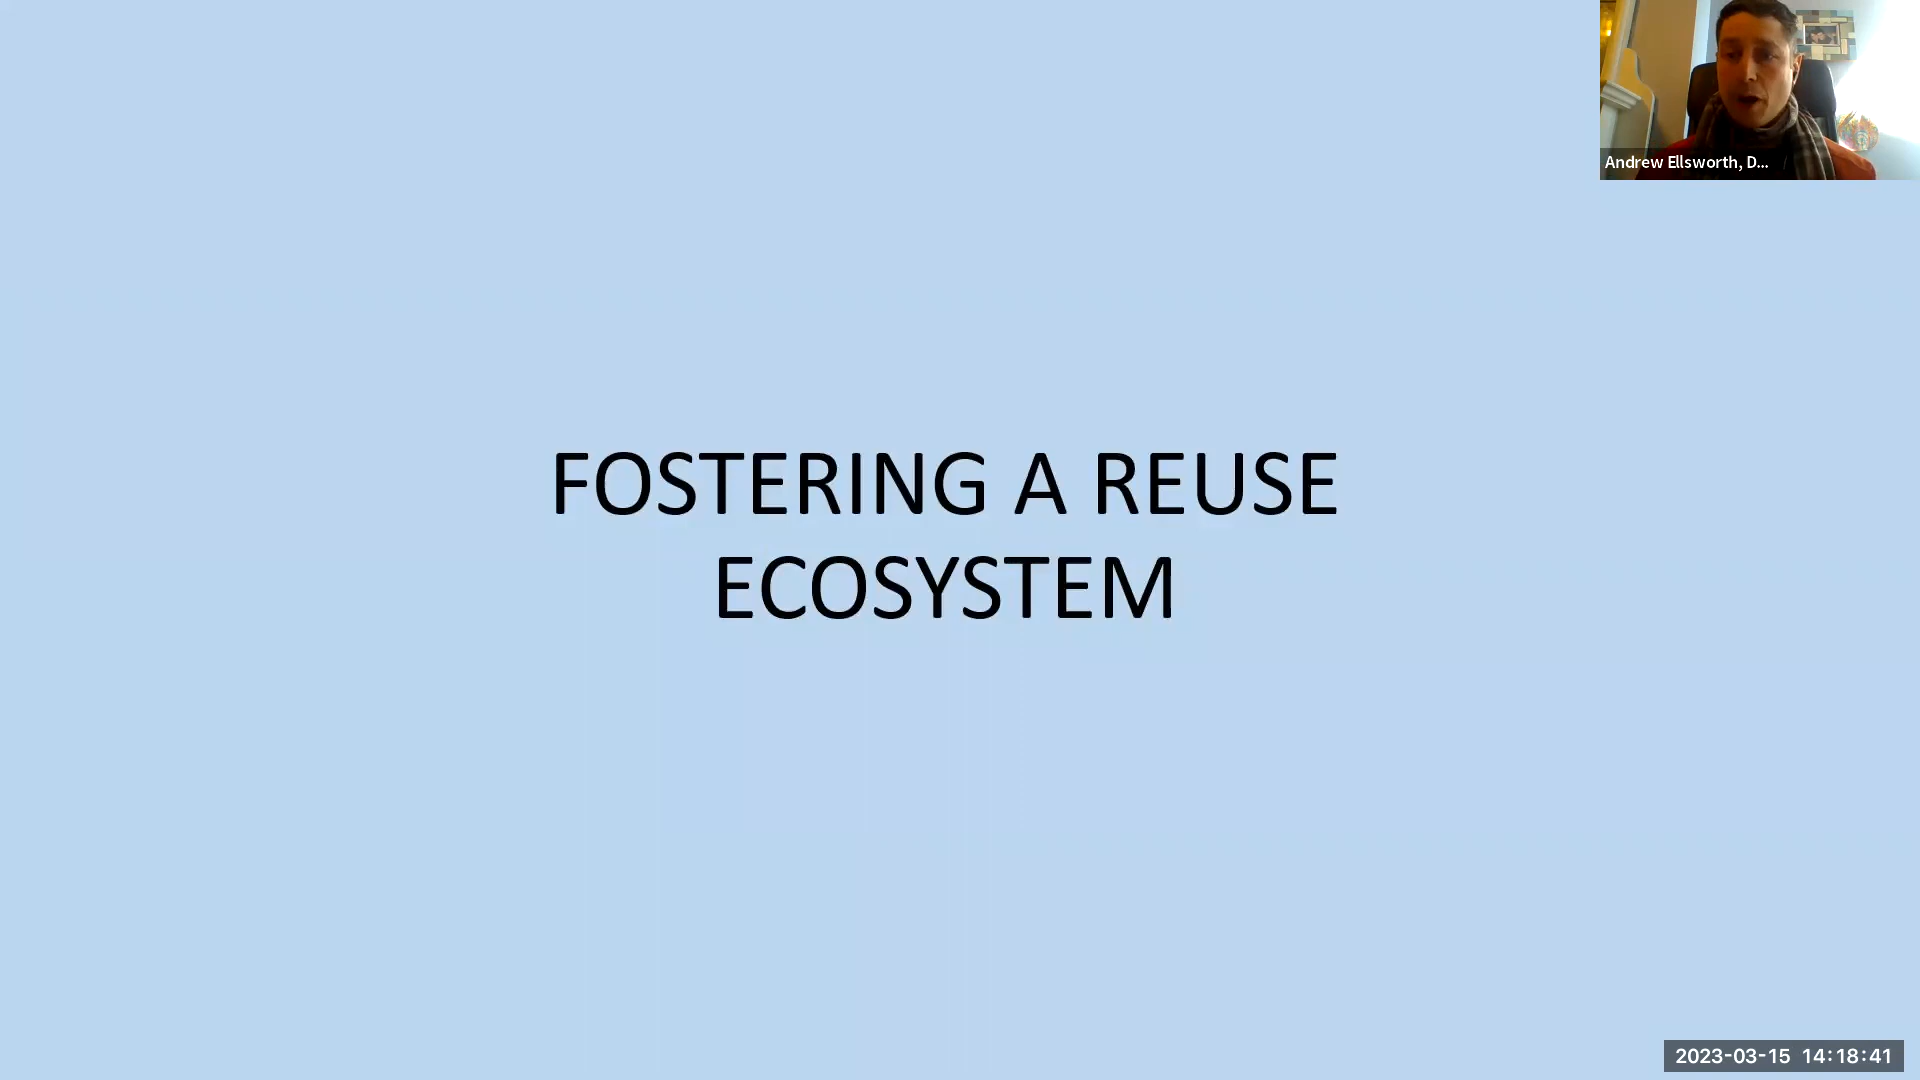 Andrew Ellsworth, D...
FOSTERING A REUSE
ECOSYSTEM
2023-03-15 14:18:41